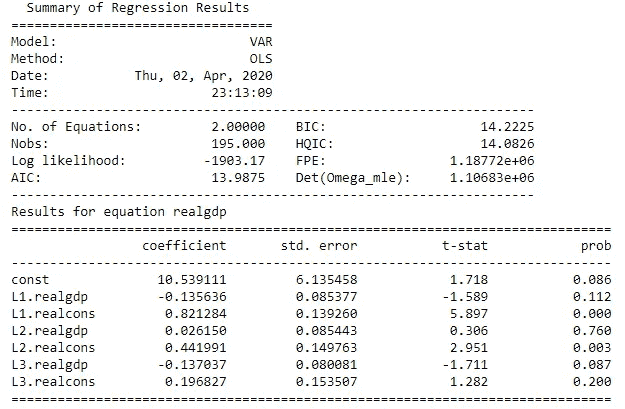 Summary of Regression Results
==================================
Model:                         VAR
Method:                        OLS
Date:           Thu, 02, Apr, 2020
Time:                     23:13:09
--------------------------------------------------------------------
No. of Equations:         2.00000    BIC:                    14.2225
Nobs:                     195.000    HQIC:                   14.0826
Log likelihood:          -1903.17    FPE:                1.18772e+06
AIC:                      13.9875    Det(Omega_mle):     1.10683e+06
--------------------------------------------------------------------
Results for equation realgdp
==============================================================================
                 coefficient       std. error           t-stat            prob
------------------------------------------------------------------------------
const              10.539111         6.135458            1.718           0.086
L1.realgdp         -0.135636         0.085377           -1.589           0.112
L1.realcons         0.821284         0.139260            5.897           0.000
L2.realgdp          0.026150         0.085443            0.306           0.760
L2.realcons         0.441991         0.149763            2.951           0.003
L3.realgdp         -0.137037         0.080081           -1.711           0.087
L3.realcons         0.196827         0.153507            1.282           0.200
==============================================================================